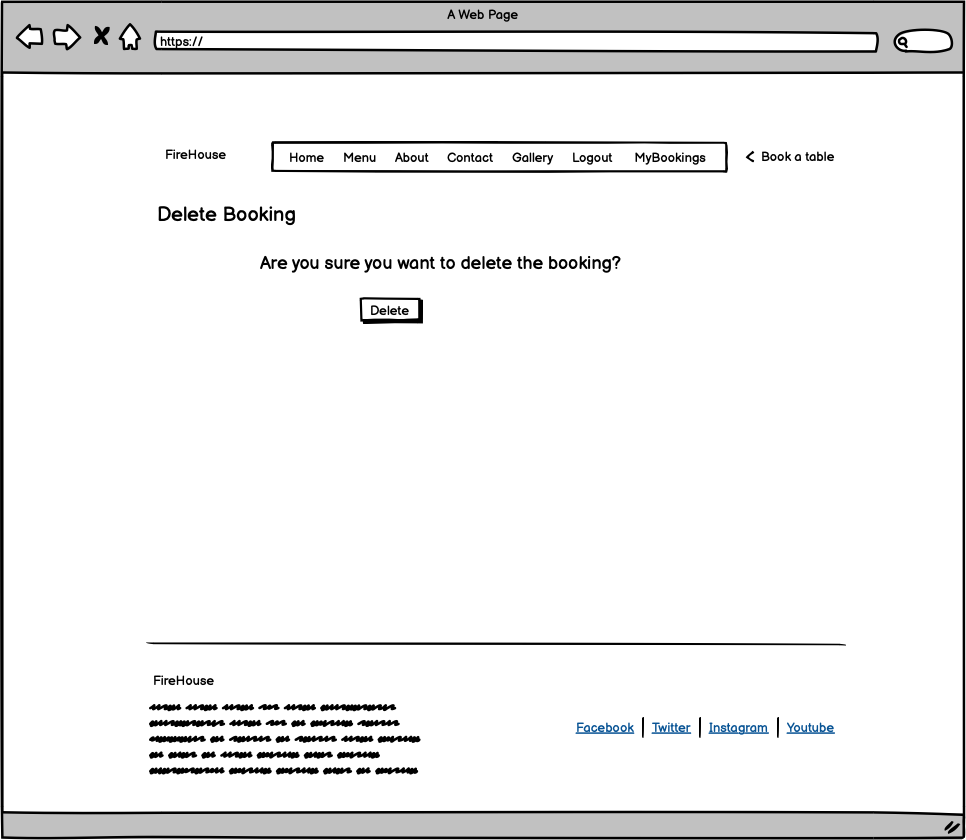 A Web Page
https://
FireHouse
Home Menu About Contact Gallery Logout MyBookings
Book a table
Delete Booking
Are you sure you want to delete the booking?
Delete
FireHouse
Facebook Twitter Instagram Youtube